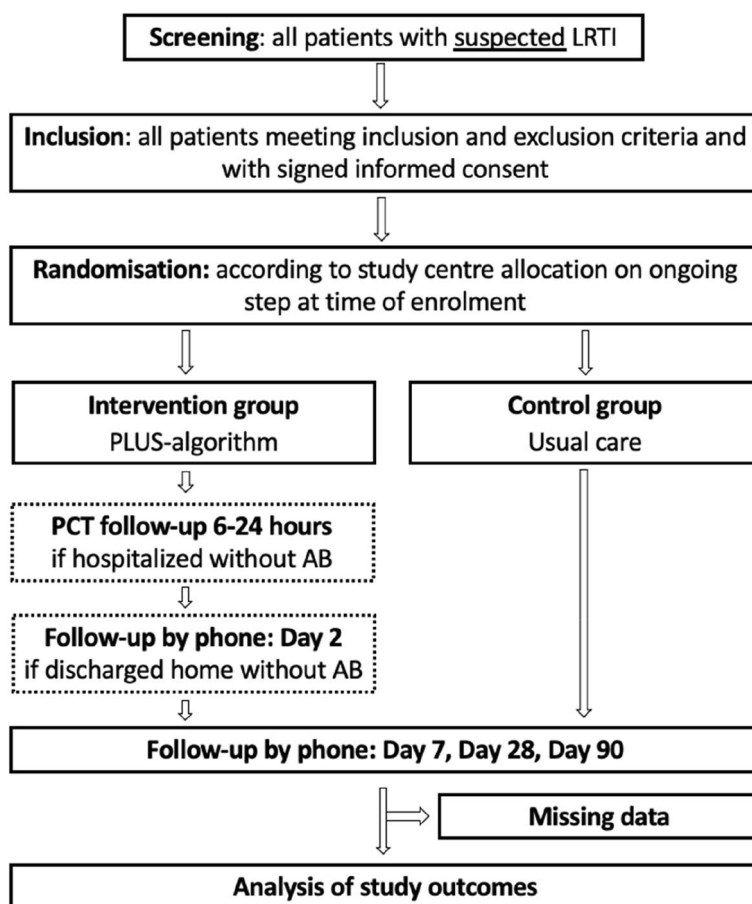 Screening: all patients with suspected LRTI
Inclusion: all patients meeting inclusion and exclusion criteria and
with signed informed consent
Randomisation: according to study centre allocation on ongoing
step at time of enrolment
Intervention group
PLUS-algorithm
Control group
Usual care
PCT follow-up 6-24 hours
if hospitalized without AB
Follow-up by phone: Day 2
if discharged home without AB
Follow-up by phone: Day 7, Day 28, Day 90
Missing data
Analysis of study outcomes